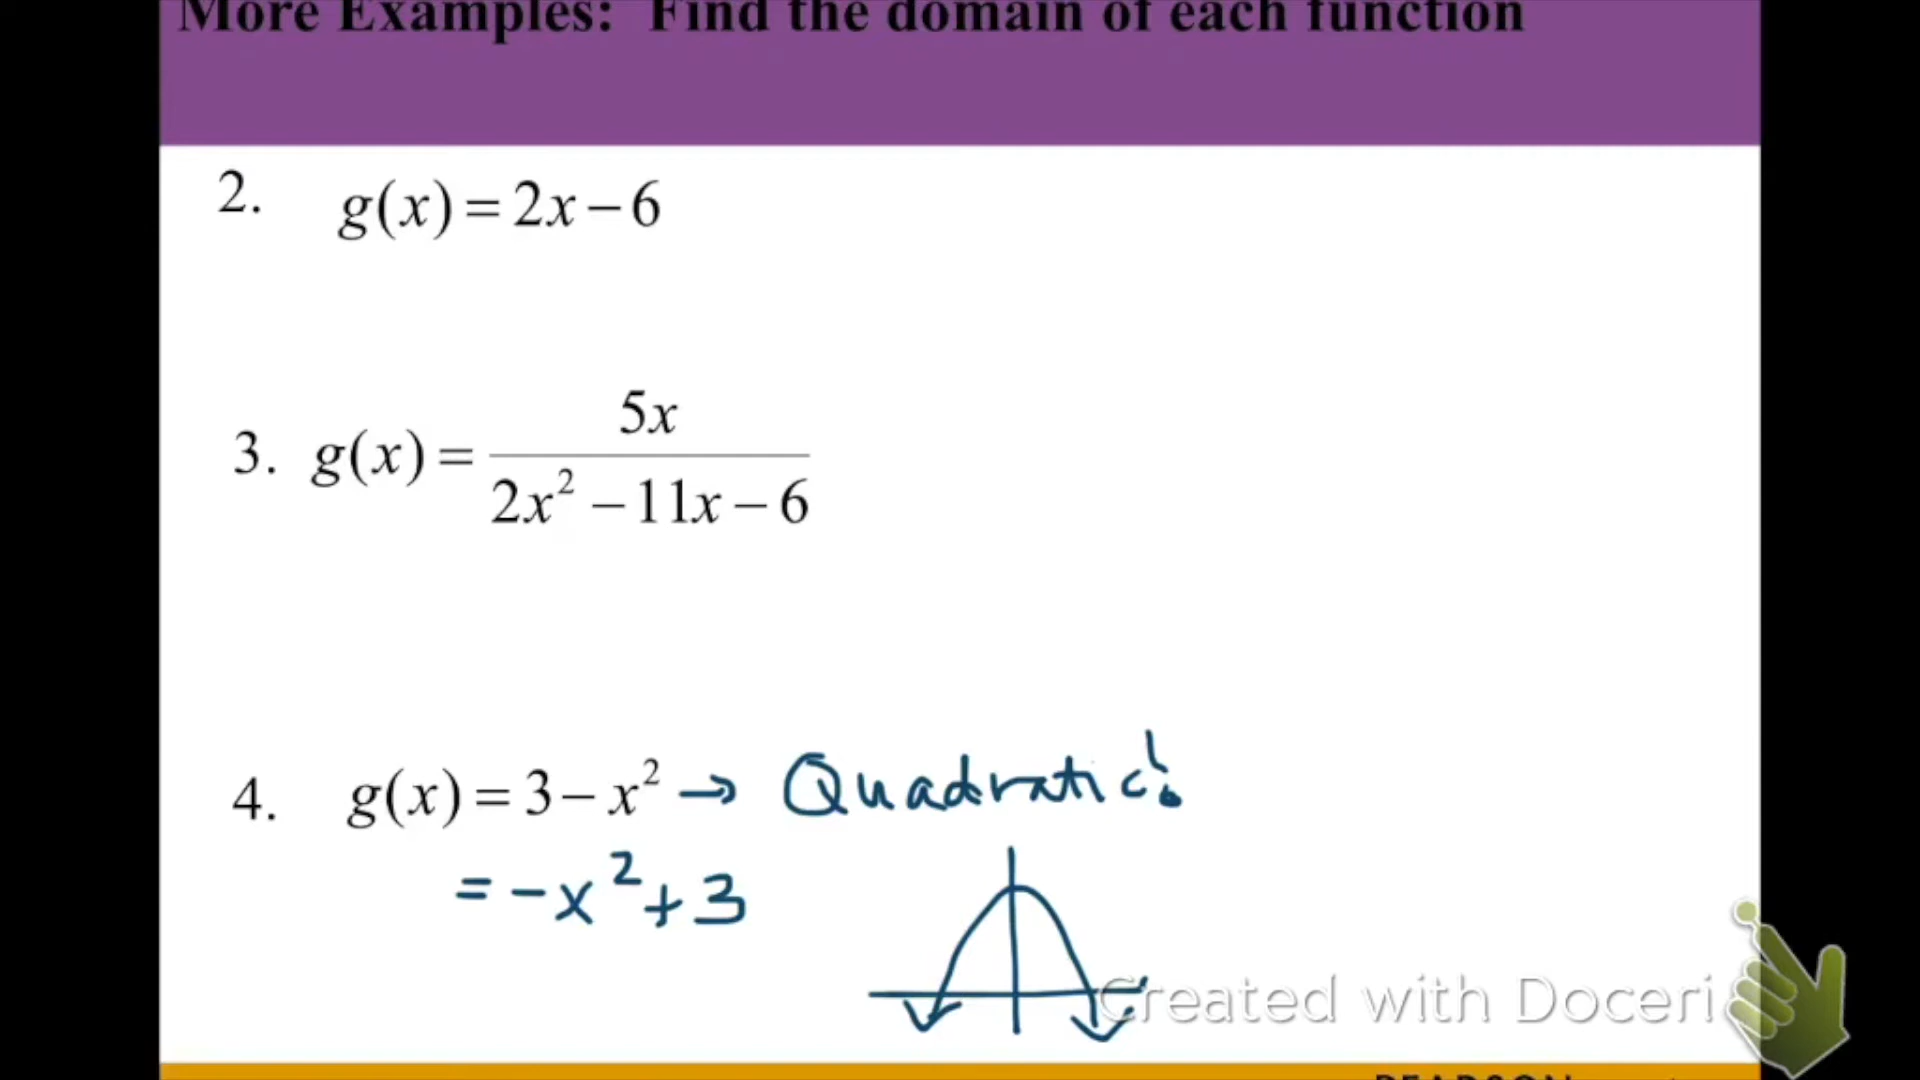 More Examples: Find the domain of each function
2. g(x) = 2x − 6
3. g(x) = 5x / (2x² − 11x − 6)
4. g(x) = 3 − x² → Quadratic!
= -x² + 3
Created with Doceri
PEARSON